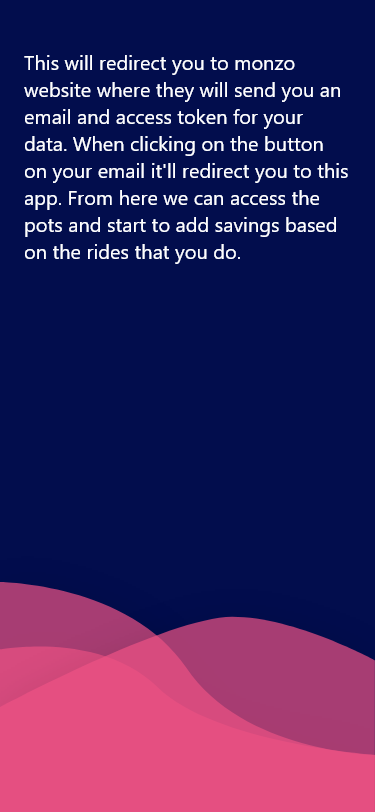 This will redirect you to monzo
website where they will send you an
email and access token for your
data. When clicking on the button
on your email it'll redirect you to this
app. From here we can access the
pots and start to add savings based
on the rides that you do.